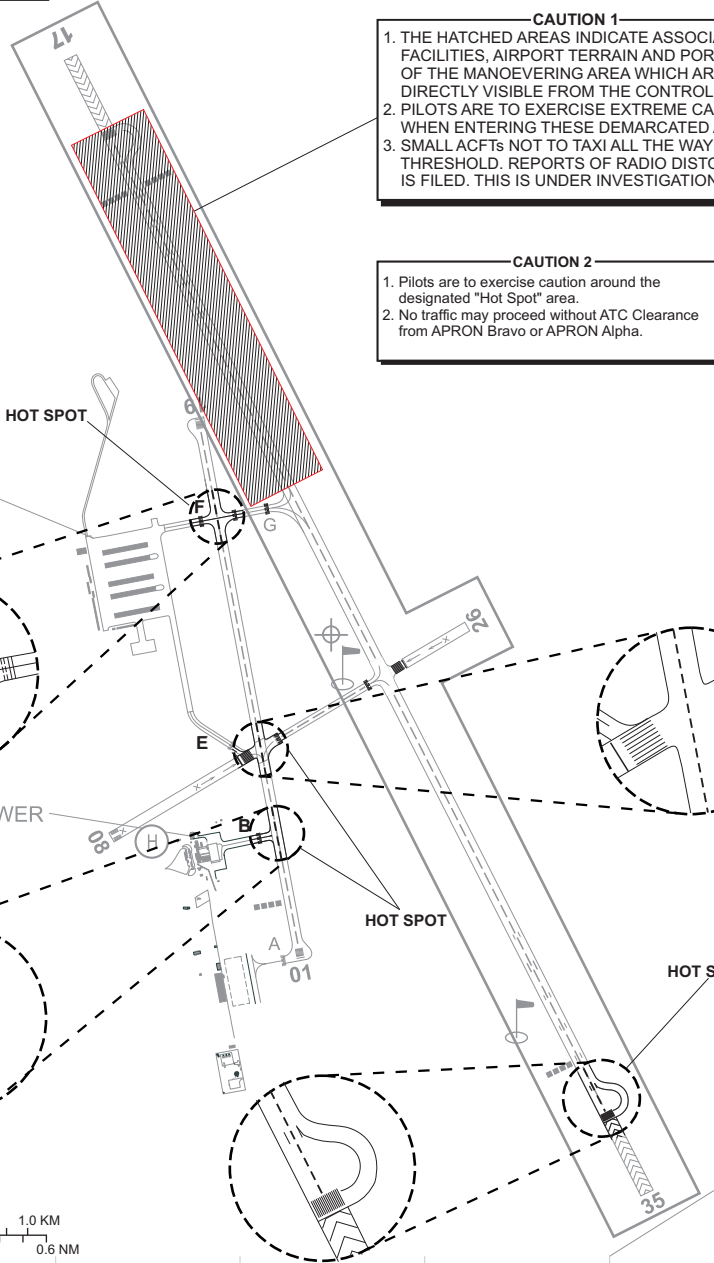 17
CAUTION 1
1. THE HATCHED AREAS INDICATE ASSOCIA
FACILITIES, AIRPORT TERRAIN AND POR
OF THE MANOEVERING AREA WHICH AR
DIRECTLY VISIBLE FROM THE CONTROL
2. PILOTS ARE TO EXERCISE EXTREME CA
WHEN ENTERING THESE DEMARCATED
3. SMALL ACFTs NOT TO TAXI ALL THE WAY
THRESHOLD. REPORTS OF RADIO DISTO
IS FILED. THIS IS UNDER INVESTIGATION
CAUTION 2
1. Pilots are to exercise caution around the
designated "Hot Spot" area.
2. No traffic may proceed without ATC Clearance
from APRON Bravo or APRON Alpha.
HOT SPOT
F
G
26
E
WER
08
H
B
HOT SPOT
A
01
HOT S
35
1.0 KM
0.6 NM